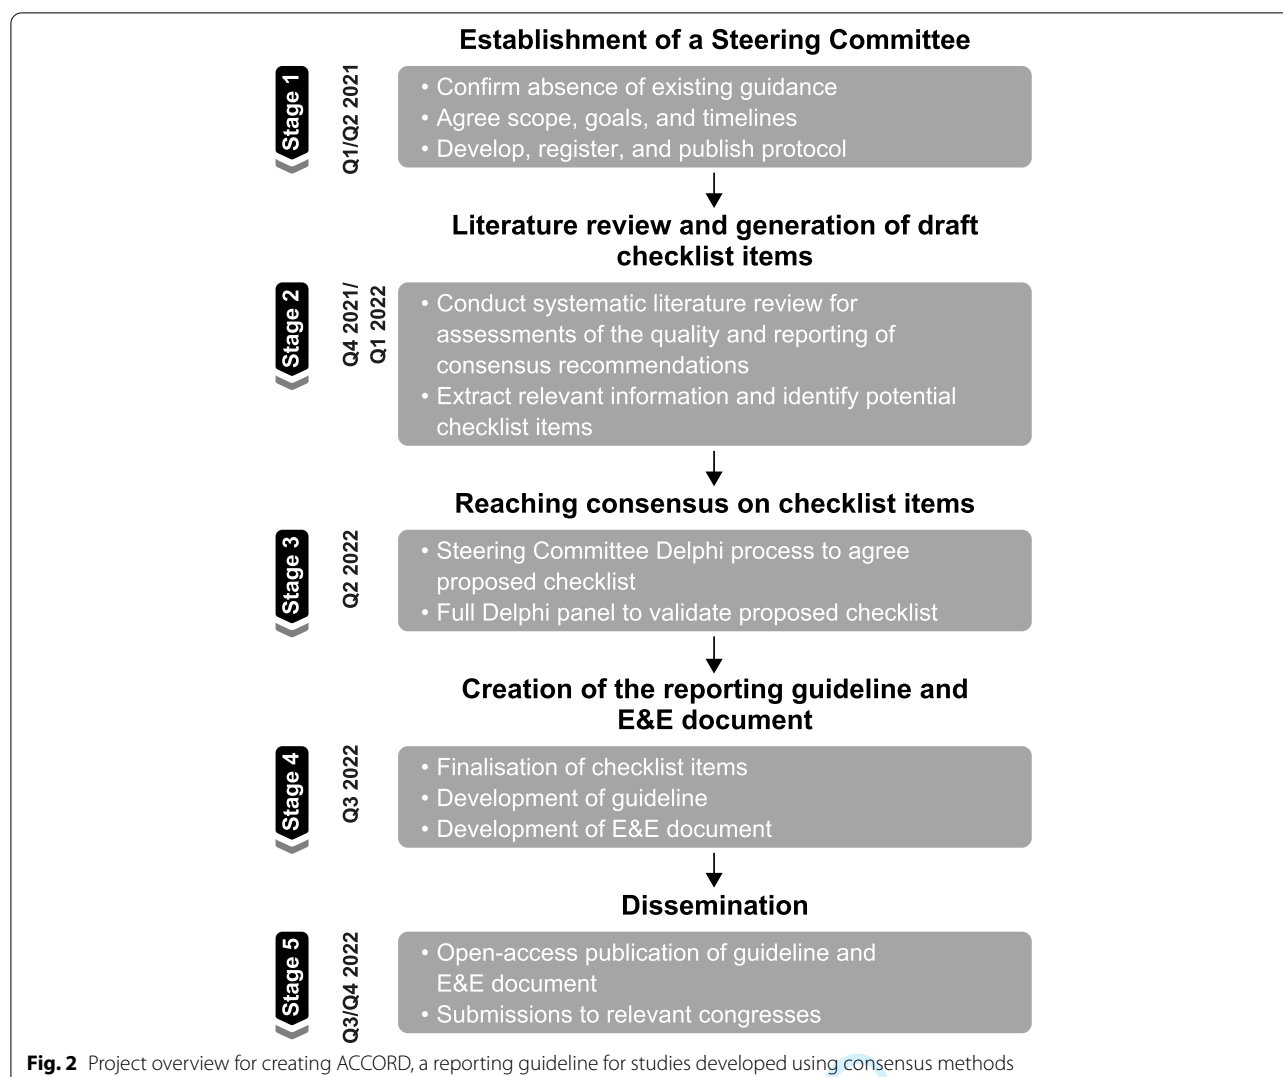 Establishment of a Steering Committee
Stage 1
Q1/Q2 2021
• Confirm absence of existing guidance
• Agree scope, goals, and timelines
• Develop, register, and publish protocol
Literature review and generation of draft
checklist items
Stage 2
Q4 2021/
Q1 2022
• Conduct systematic literature review for
assessments of the quality and reporting of
consensus recommendations
• Extract relevant information and identify potential
checklist items
Reaching consensus on checklist items
Stage 3
Q2 2022
• Steering Committee Delphi process to agree
proposed checklist
• Full Delphi panel to validate proposed checklist
Creation of the reporting guideline and
E&E document
Stage 4
Q3 2022
• Finalisation of checklist items
• Development of guideline
• Development of E&E document
Dissemination
Stage 5
Q3/Q4 2022
• Open-access publication of guideline and
E&E document
• Submissions to relevant congresses
Fig. 2 Project overview for creating ACCORD, a reporting guideline for studies developed using consensus methods